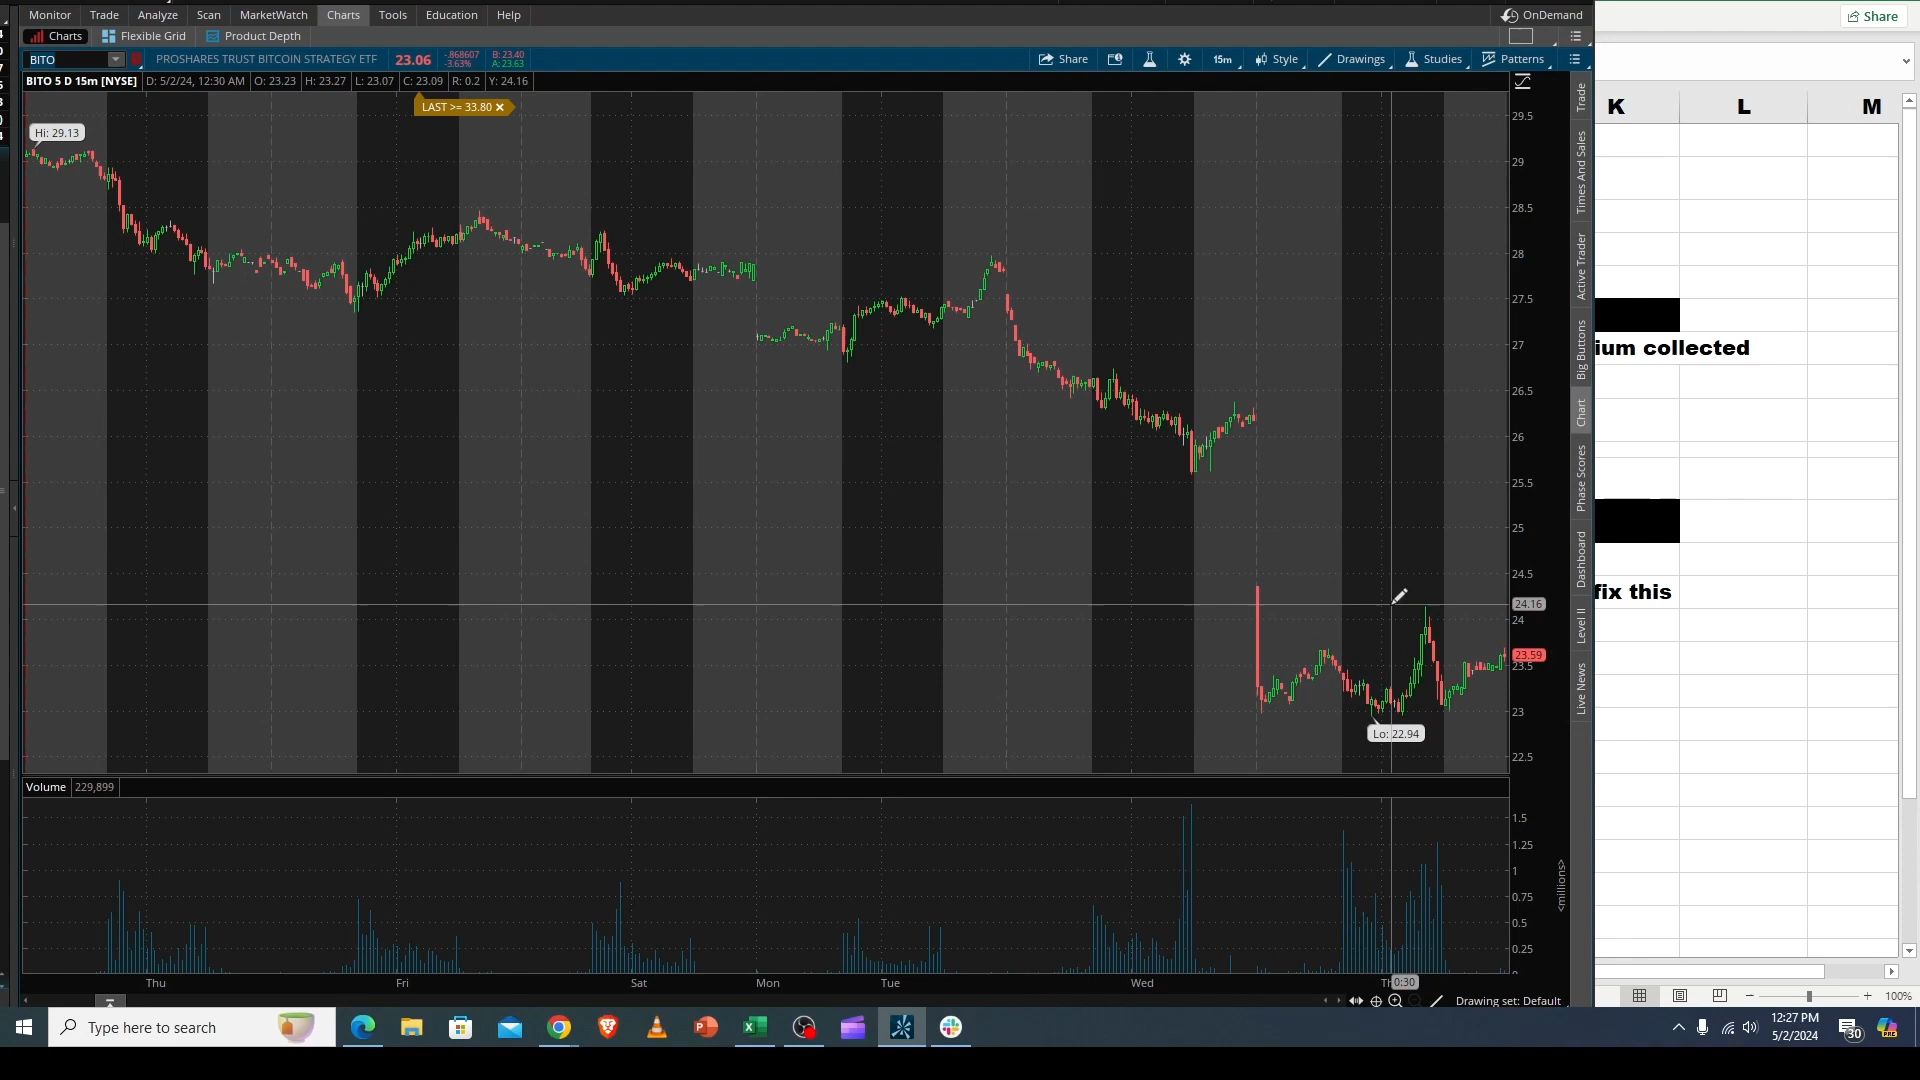 Monitor Trade Analyze Scan MarketWatch Charts Tools Education Help OnDemand
Share
Charts Flexible Grid Product Depth
BITO PROSHARES TRUST BITCOIN STRATEGY ETF 23.06 -.868607 -3.63% B: 23.40 A: 23.63 Share 15m Style Drawings Studies Patterns
BITO 5 D 15m [NYSE] D: 5/2/24, 12:30 AM O: 23.23 H: 23.27 L: 23.07 C: 23.09 R: 0.2 Y: 24.16
LAST >= 33.80
K L M
Hi: 29.13
29.5
29
28.5
28
27.5
27
26.5
26
25.5
25
24.5
24.16
24
23.59
23.5
23
22.5
Lo: 22.94
Trade
Times And Sales
Active Trader
Big Buttons
Chart
Phase Scores
Dashboard
Level II
Live News
ium collected
fix this
Volume 229,899
1.5
1.25
1
0.75
0.5
0.25
0
<millions>
Thu Fri Sat Mon Tue Wed Th 0:30
Drawing set: Default
100%
Type here to search
12:27 PM
5/2/2024
30